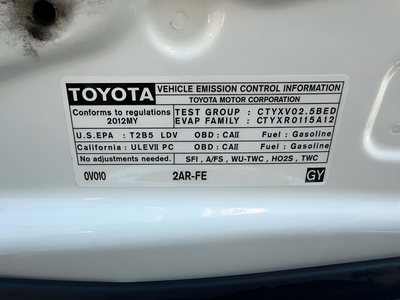 TOYOTA VEHICLE EMISSION CONTROL INFORMATION
TOYOTA MOTOR CORPORATION
Conforms to regulations TEST GROUP : CTYXV02.5BED
2012MY EVAP FAMILY : CTYXR0115A12
U.S.EPA : T2B5 LDV OBD : CAII Fuel : Gasoline
California : ULEVII PC OBD : CAII Fuel : Gasoline
No adjustments needed. SFI , A/FS , WU-TWC , HO2S , TWC
0V010 2AR-FE GY